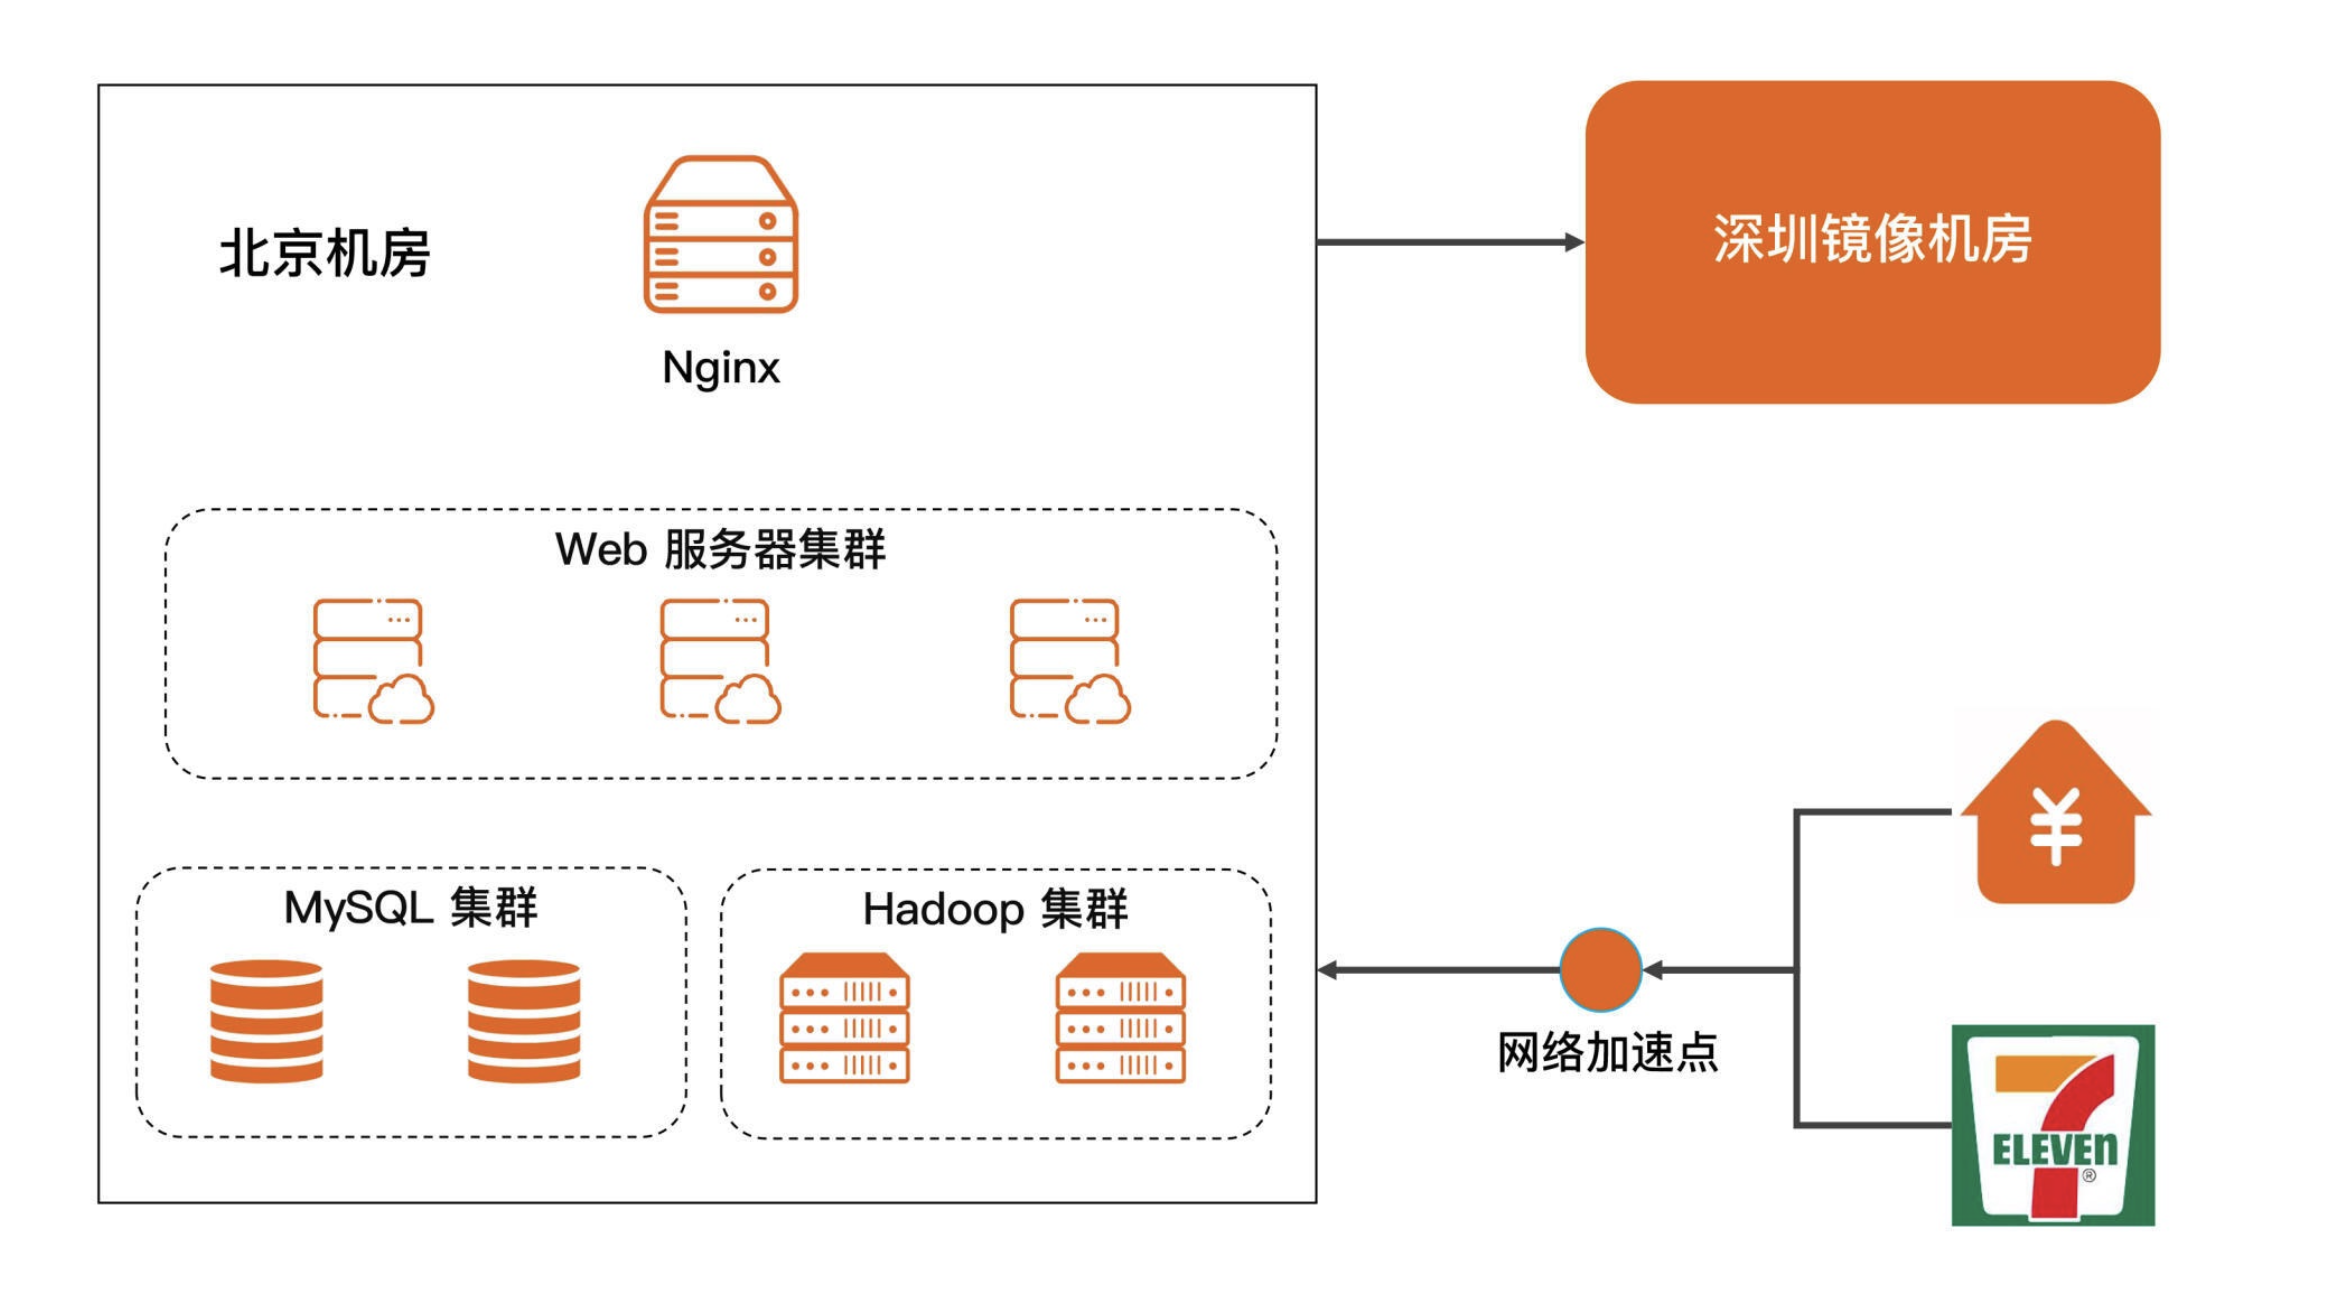 北京机房
Nginx
深圳镜像机房
Web 服务器集群
MySQL 集群
Hadoop 集群
¥
网络加速点
7
ELEVEn
®